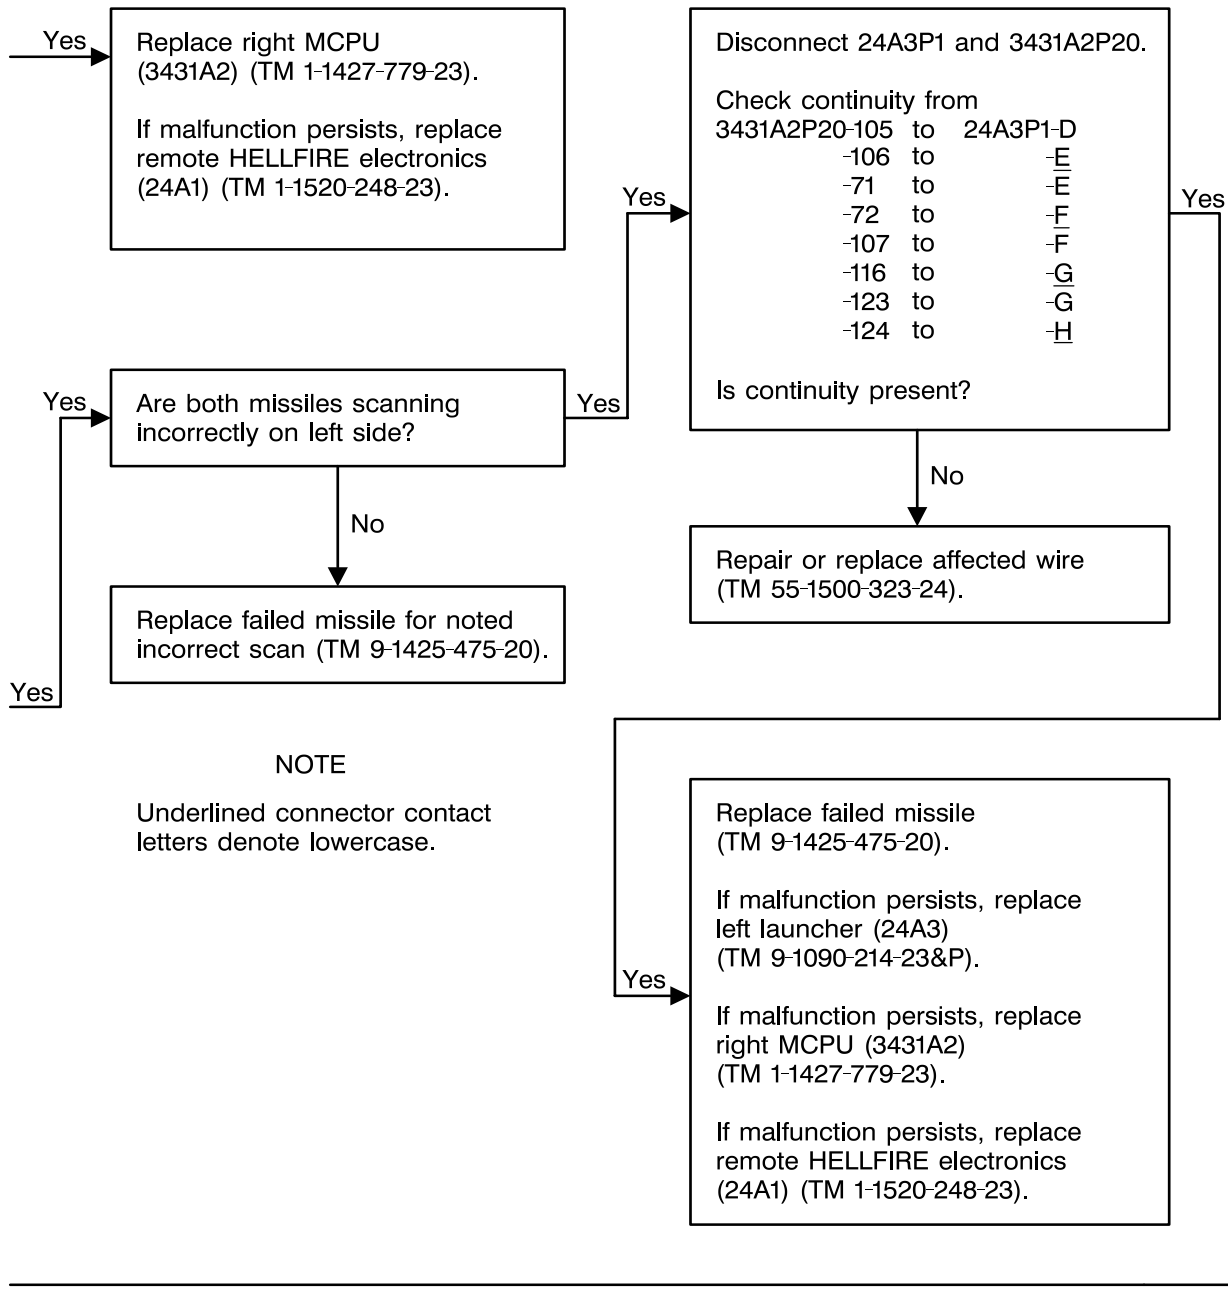 Yes
Replace right MCPU
(3431A2) (TM 1-1427-779-23).
If malfunction persists, replace
remote HELLFIRE electronics
(24A1) (TM 1-1520-248-23).
Yes
Are both missiles scanning
incorrectly on left side?
Yes
No
Replace failed missile for noted
incorrect scan (TM 9-1425-475-20).
Yes
NOTE
Underlined connector contact
letters denote lowercase.
Yes
Disconnect 24A3P1 and 3431A2P20.
Check continuity from
3431A2P20-105 to 24A3P1-D
-106 to -E
-71 to -E
-72 to -F
-107 to -F
-116 to -G
-123 to -G
-124 to -H
Is continuity present?
Yes
No
Repair or replace affected wire
(TM 55-1500-323-24).
Yes
Replace failed missile
(TM 9-1425-475-20).
If malfunction persists, replace
left launcher (24A3)
(TM 9-1090-214-23&P).
If malfunction persists, replace
right MCPU (3431A2)
(TM 1-1427-779-23).
If malfunction persists, replace
remote HELLFIRE electronics
(24A1) (TM 1-1520-248-23).